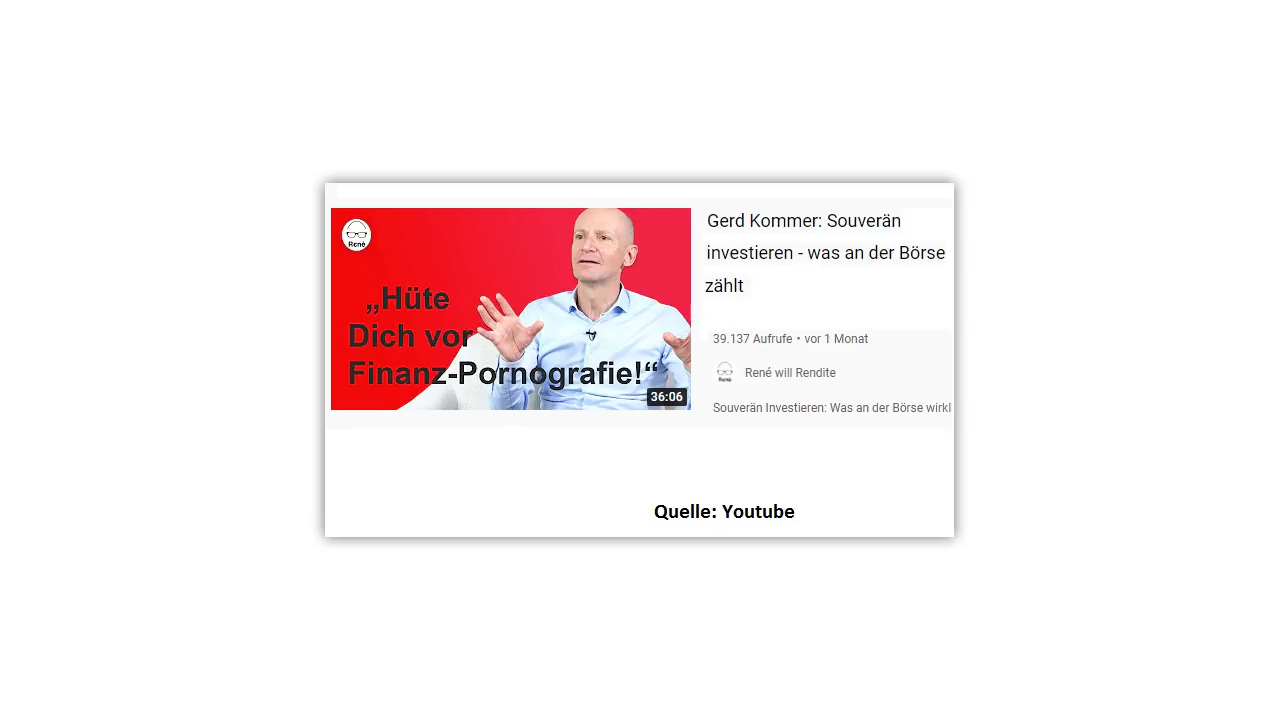 René
„Hüte
Dich vor
Finanz-Pornografie!“
36:06
Gerd Kommer: Souverän
investieren - was an der Börse
zählt
39.137 Aufrufe • vor 1 Monat
René
René will Rendite
Souverän Investieren: Was an der Börse wirkl
Quelle: Youtube